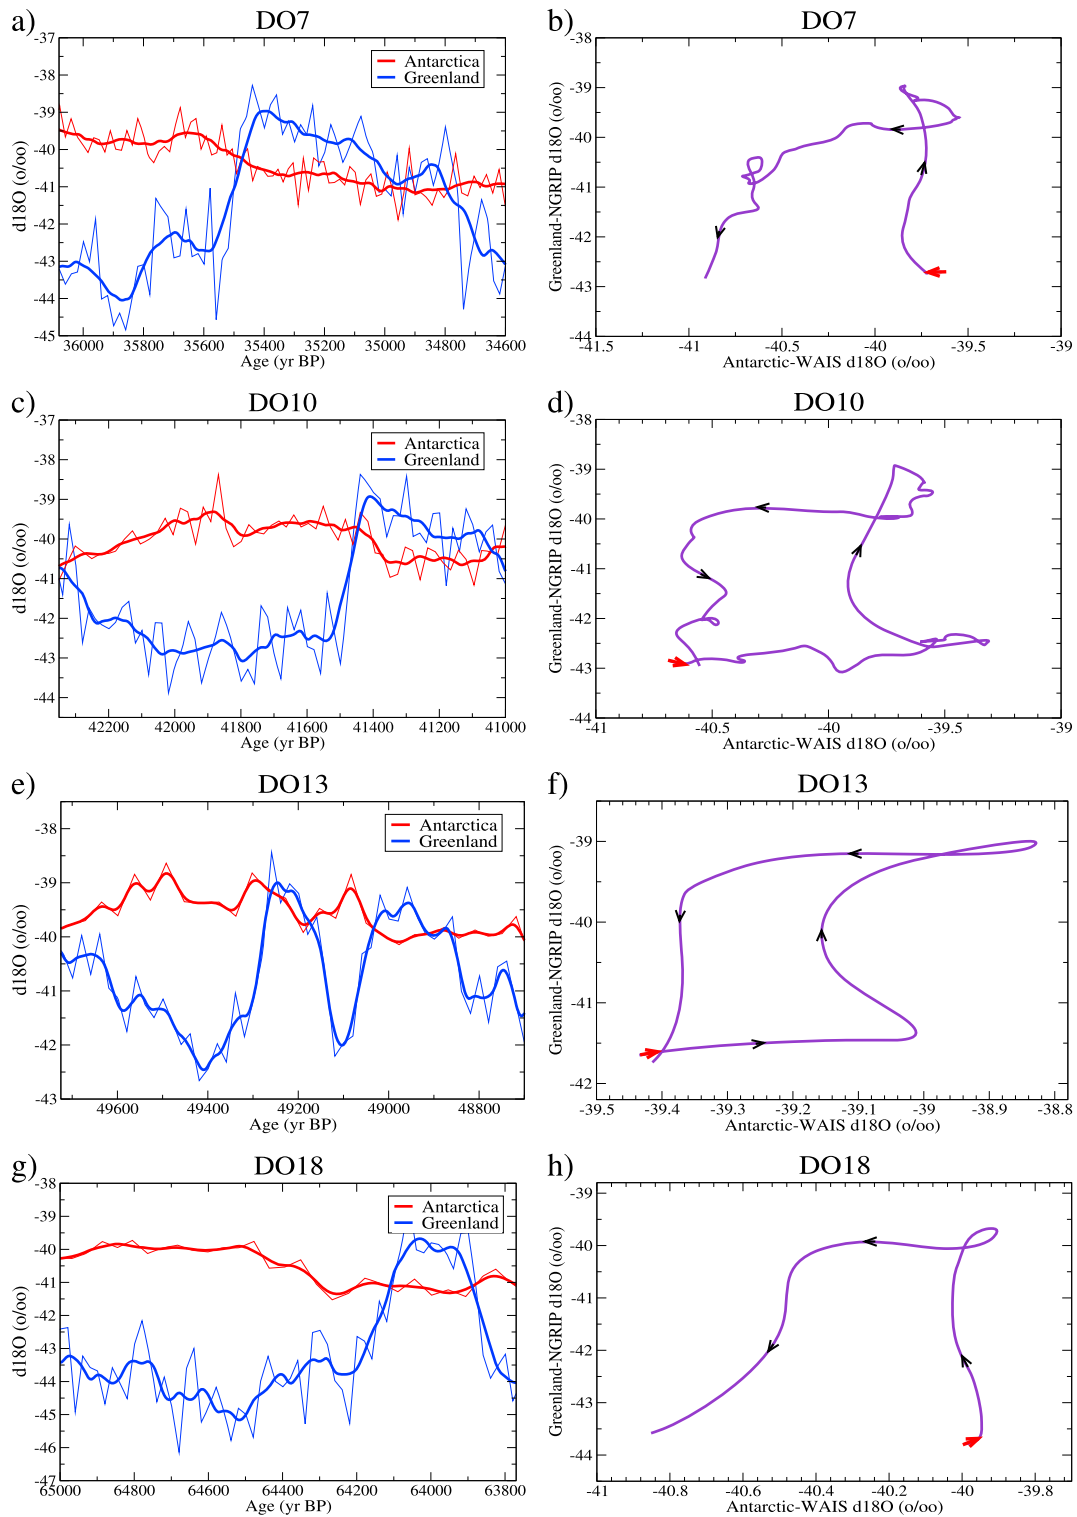 a) DO7
-37
-38
-39
-40
-41
-42
-43
-44
-45
d18O (o/oo)
Antarctica
Greenland
36000 35800 35600 35400 35200 35000 34800 34600
Age (yr BP)
b) DO7
-38
-39
-40
-41
-42
-43
-44
Greenland-NGRIP d18O (o/oo)
-41.5 -41 -40.5 -40 -39.5 -39
Antarctic-WAIS d18O (o/oo)
c) DO10
-37
-38
-39
-40
-41
-42
-43
-44
d18O (o/oo)
Antarctica
Greenland
42200 42000 41800 41600 41400 41200 41000
Age (yr BP)
d) DO10
-38
-39
-40
-41
-42
-43
-44
Greenland-NGRIP d18O (o/oo)
-41 -40.5 -40 -39.5 -39
Antarctic-WAIS d18O (o/oo)
e) DO13
-38
-39
-40
-41
-42
-43
d18O (o/oo)
Antarctica
Greenland
49600 49400 49200 49000 48800
Age (yr BP)
f) DO13
-39
-40
-41
-42
Greenland-NGRIP d18O (o/oo)
-39.5 -39.4 -39.3 -39.2 -39.1 -39 -38.9 -38.8
Antarctic-WAIS d18O (o/oo)
g) DO18
-38
-39
-40
-41
-42
-43
-44
-45
-46
-47
d18O (o/oo)
Antarctica
Greenland
65000 64800 64600 64400 64200 64000 63800
Age (yr BP)
h) DO18
-39
-40
-41
-42
-43
-44
Greenland-NGRIP d18O (o/oo)
-41 -40.8 -40.6 -40.4 -40.2 -40 -39.8
Antarctic-WAIS d18O (o/oo)